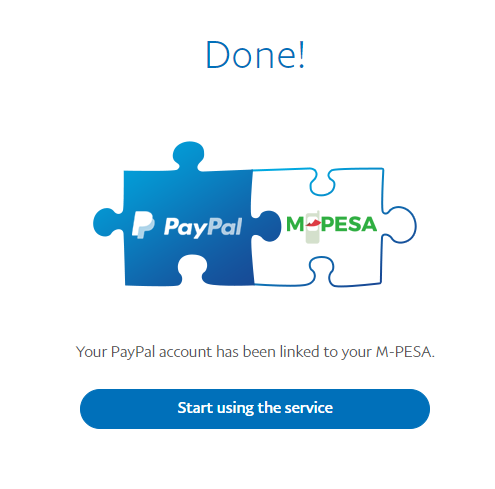 Done!
PayPal M-PESA
Your PayPal account has been linked to your M-PESA.
Start using the service